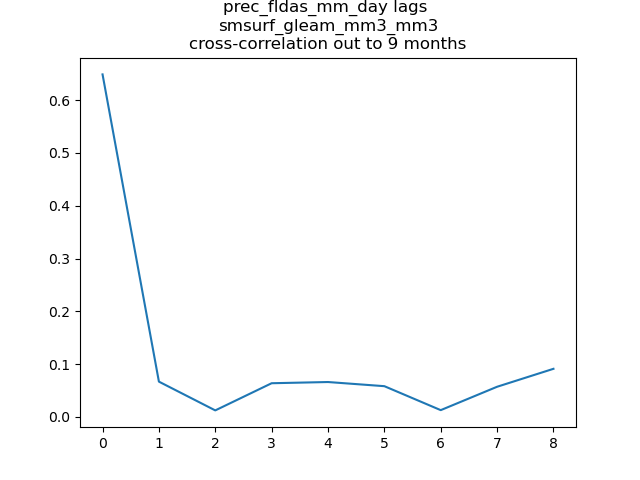 prec_fldas_mm_day lags
smsurf_gleam_mm3_mm3
cross-correlation out to 9 months
0.6
0.5
0.4
0.3
0.2
0.1
0.0
0 1 2 3 4 5 6 7 8